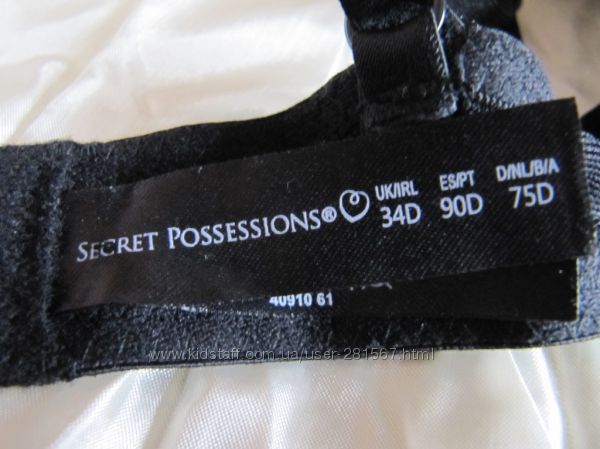 SECRET POSSESSIONS®
UK/IRL ES/PT D/NL/B/A
34D 90D 75D
40910 61
www.kidstaff.com.ua/user-281567.html